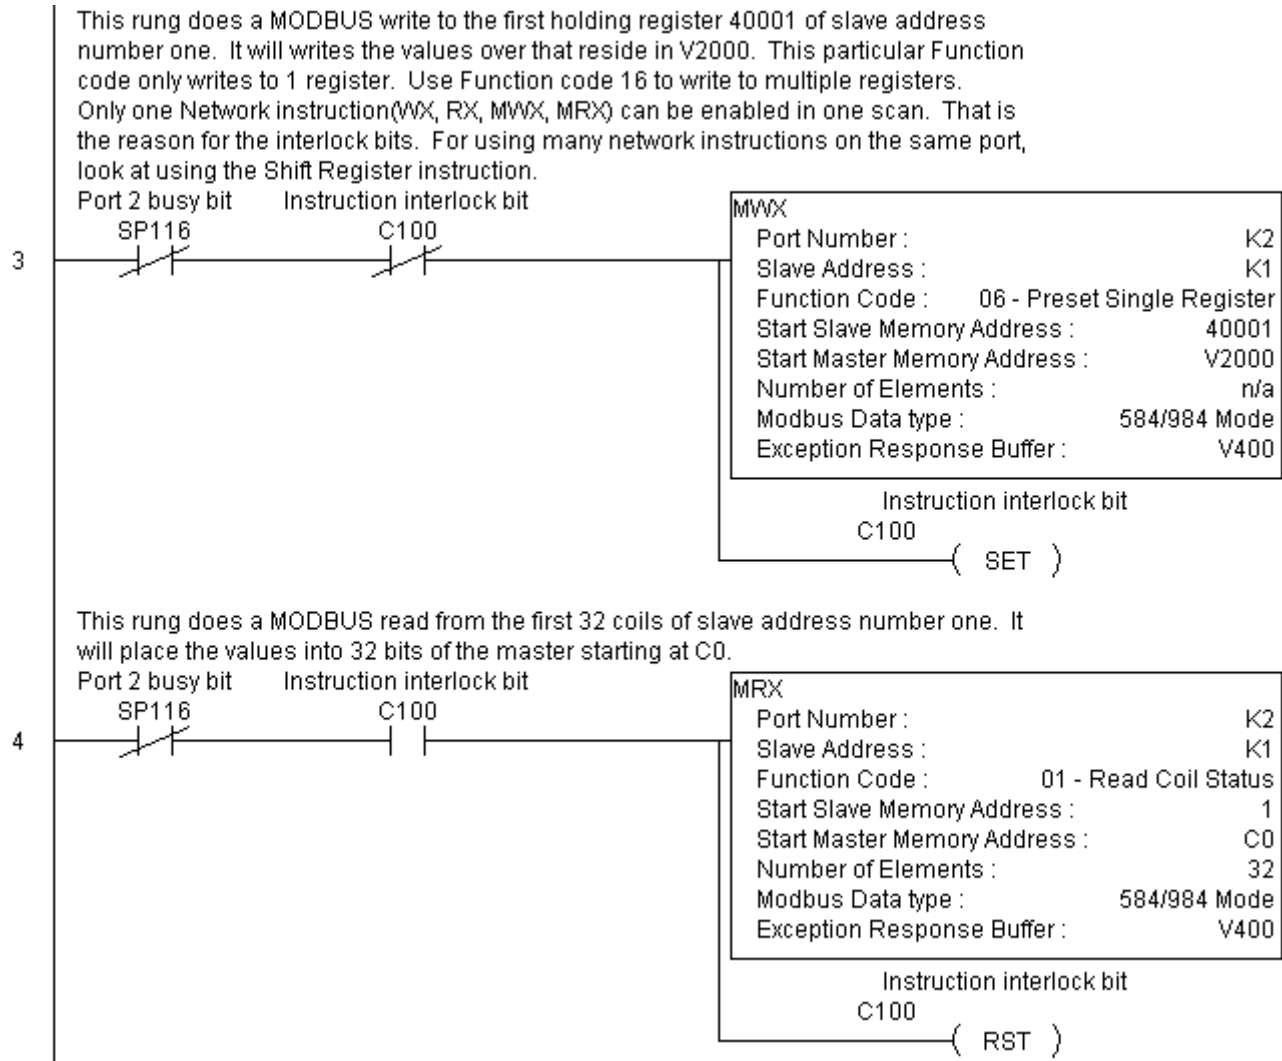 This rung does a MODBUS write to the first holding register 40001 of slave address
number one. It will writes the values over that reside in V2000. This particular Function
code only writes to 1 register. Use Function code 16 to write to multiple registers.
Only one Network instruction(WX, RX, MWX, MRX) can be enabled in one scan. That is
the reason for the interlock bits. For using many network instructions on the same port,
look at using the Shift Register instruction.
Port 2 busy bit Instruction interlock bit
SP116 C100
3
MWX
Port Number : K2
Slave Address : K1
Function Code : 06 - Preset Single Register
Start Slave Memory Address : 40001
Start Master Memory Address : V2000
Number of Elements : n/a
Modbus Data type : 584/984 Mode
Exception Response Buffer : V400
Instruction interlock bit
C100
( SET )
This rung does a MODBUS read from the first 32 coils of slave address number one. It
will place the values into 32 bits of the master starting at C0.
Port 2 busy bit Instruction interlock bit
SP116 C100
4
MRX
Port Number : K2
Slave Address : K1
Function Code : 01 - Read Coil Status
Start Slave Memory Address : 1
Start Master Memory Address : C0
Number of Elements : 32
Modbus Data type : 584/984 Mode
Exception Response Buffer : V400
Instruction interlock bit
C100
( RST )